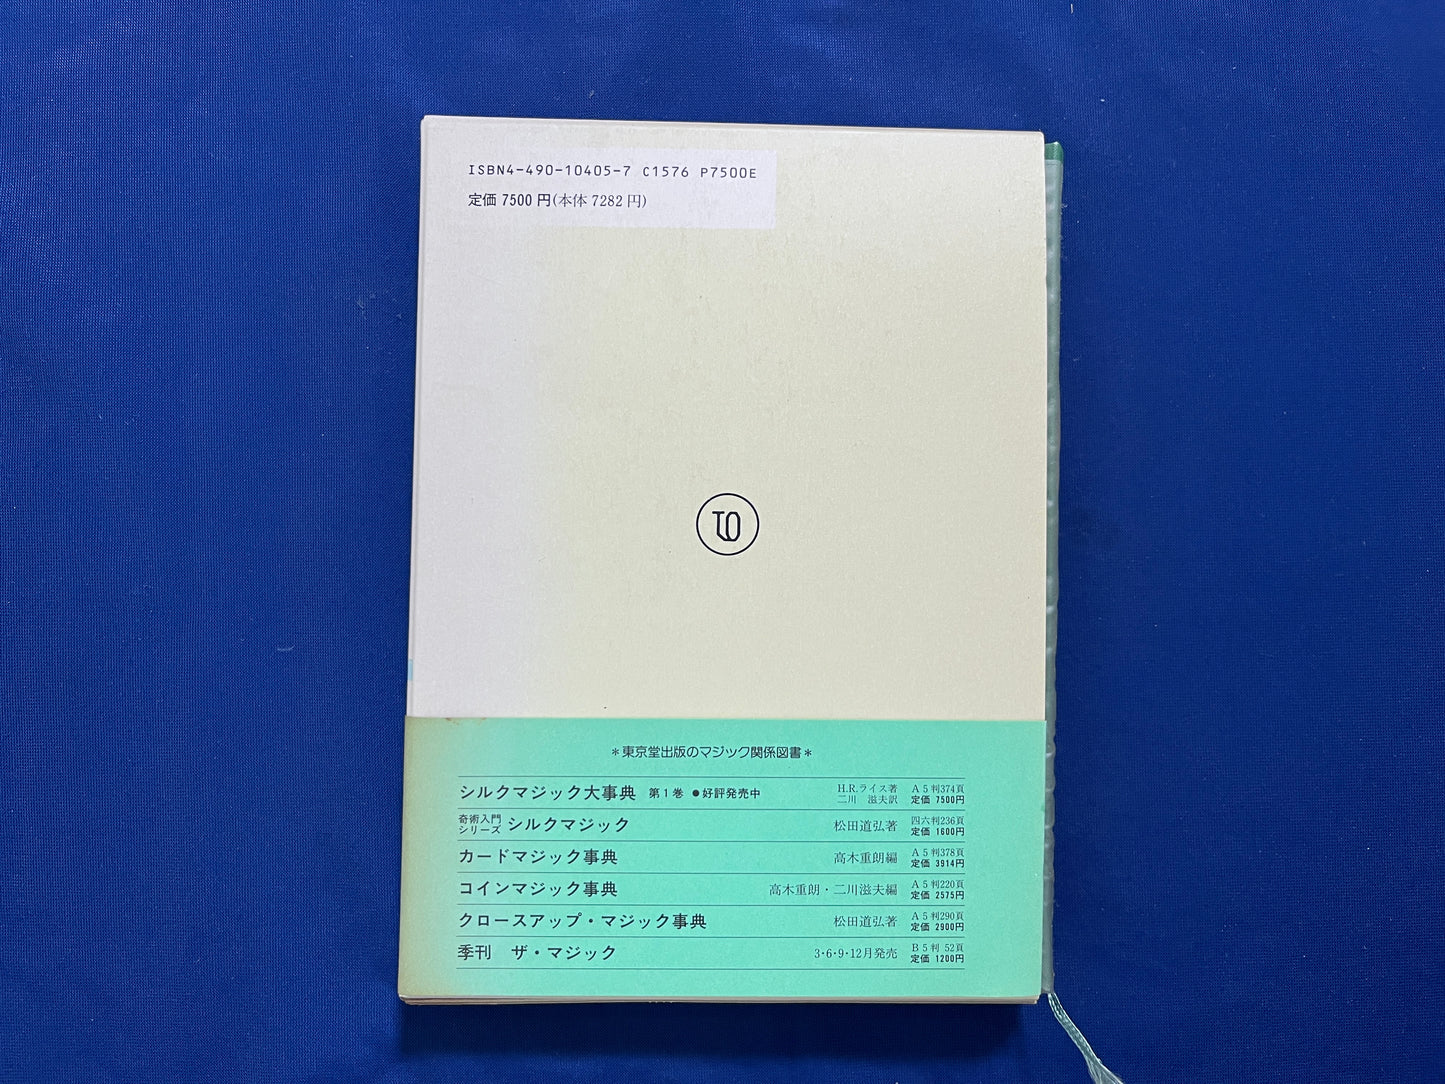 ISBN4-490-10405-7 C1576 P7500E
定価 7500 円(本体 7282 円)
TO
＊東京堂出版のマジック関係図書＊
シルクマジック大事典 第1巻 ●好評発売中 H.R.ライス著 二川 滋夫訳 A5判374頁 定価 7500円
奇術入門シリーズ シルクマジック 松田道弘著 四六判236頁 定価 1600円
カードマジック事典 高木重朗編 A5判378頁 定価 3914円
コインマジック事典 高木重朗・二川滋夫編 A5判220頁 定価 2575円
クロースアップ・マジック事典 松田道弘著 A5判290頁 定価 2900円
季刊 ザ・マジック 3・6・9・12月発売 B5判 52頁 定価 1200円